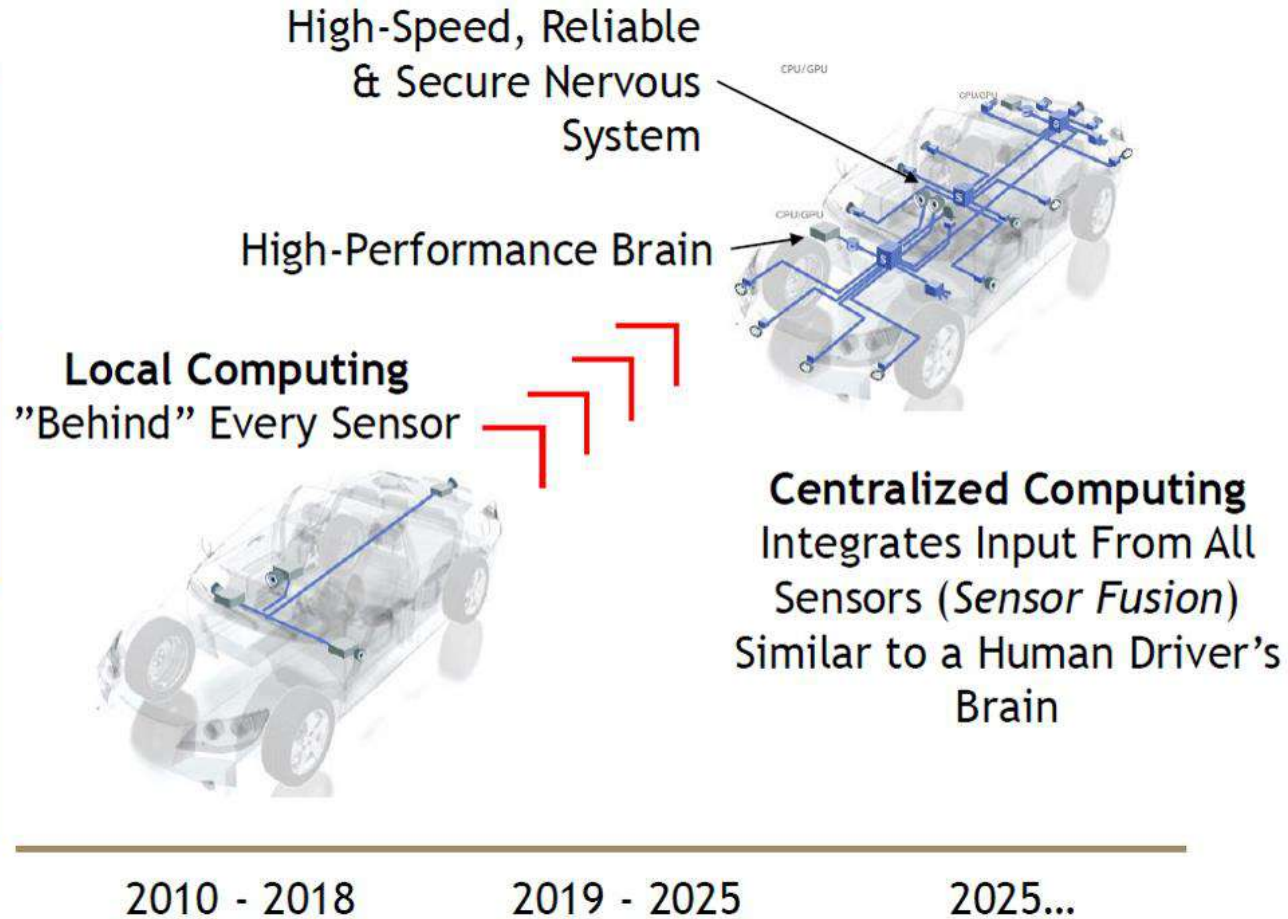 High-Speed, Reliable
& Secure Nervous
System
CPU/GPU
CPU/GPU
CPU/GPU
High-Performance Brain
Local Computing
”Behind” Every Sensor
Centralized Computing
Integrates Input From All
Sensors (Sensor Fusion)
Similar to a Human Driver’s
Brain
2010 - 2018
2019 - 2025
2025...